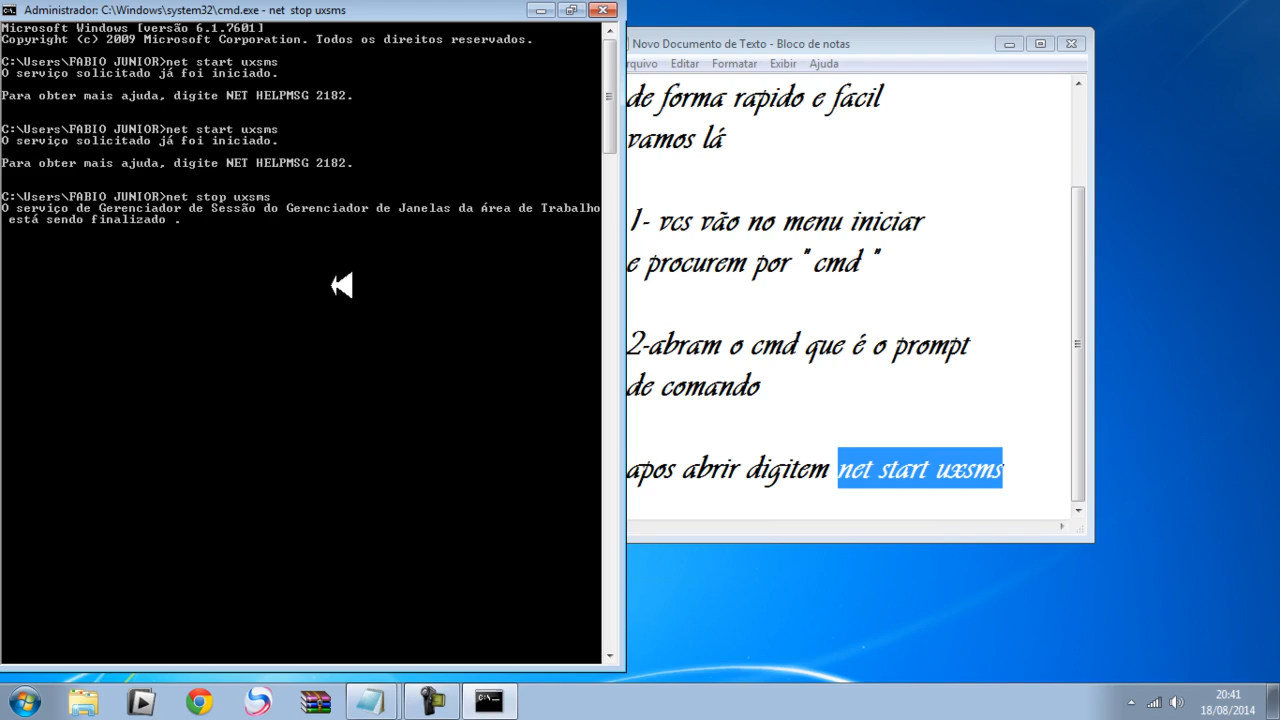 Administrador: C:\Windows\system32\cmd.exe - net stop uxsms
Microsoft Windows [versão 6.1.7601]
Copyright (c) 2009 Microsoft Corporation. Todos os direitos reservados.
C:\Users\FABIO JUNIOR>net start uxsms
O serviço solicitado já foi iniciado.
Para obter mais ajuda, digite NET HELPMSG 2182.
C:\Users\FABIO JUNIOR>net start uxsms
O serviço solicitado já foi iniciado.
Para obter mais ajuda, digite NET HELPMSG 2182.
C:\Users\FABIO JUNIOR>net stop uxsms
O serviço de Gerenciador de Sessão do Gerenciador de Janelas da área de Trabalho
está sendo finalizado .
Novo Documento de Texto - Bloco de notas
rquivo Editar Formatar Exibir Ajuda
de forma rapido e facil
vamos lá
1- vcs vão no menu iniciar
e procurem por " cmd "
2-abram o cmd que é o prompt
de comando
apos abrir digitem net start uxsms
20:41
18/08/2014